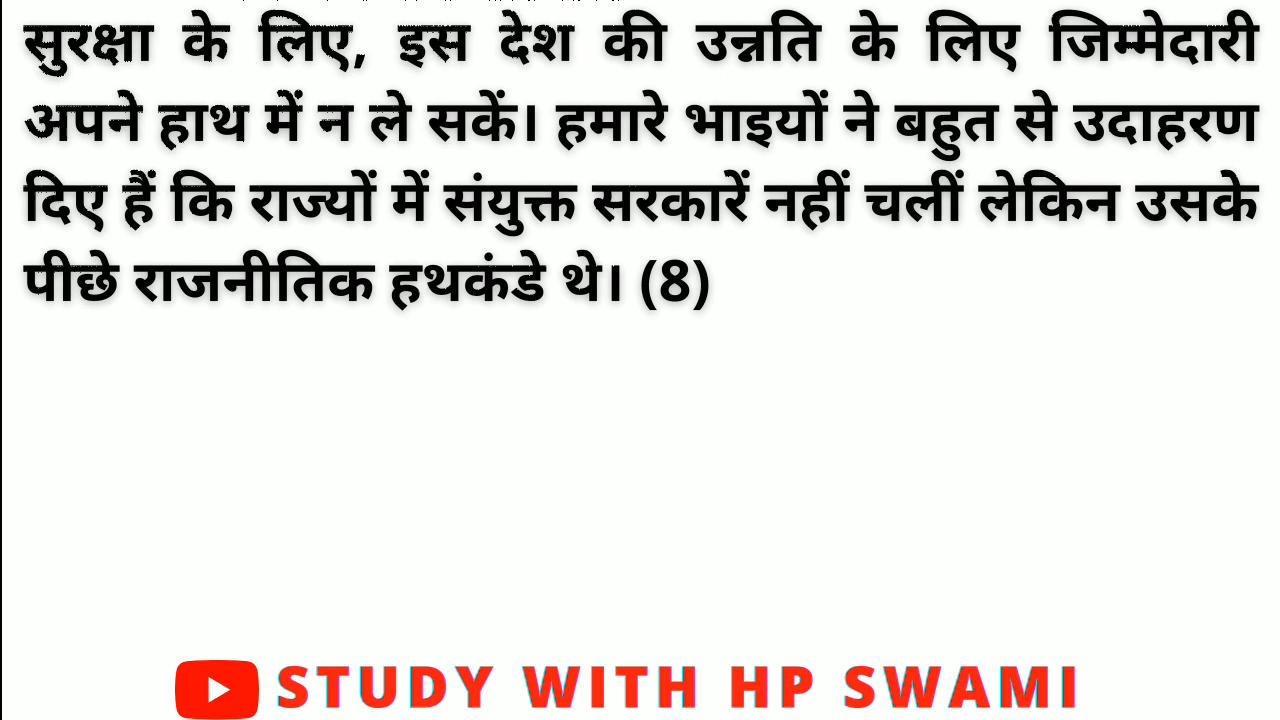 सुरक्षा के लिए, इस देश की उन्नति के लिए जिम्मेदारी
अपने हाथ में न ले सकें। हमारे भाइयों ने बहुत से उदाहरण
दिए हैं कि राज्यों में संयुक्त सरकारें नहीं चलीं लेकिन उसके
पीछे राजनीतिक हथकंडे थे। (8)
STUDY WITH HP SWAMI